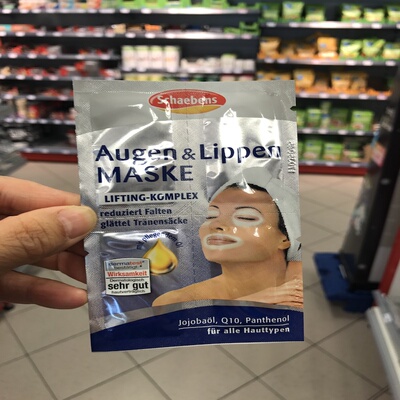 Schaebens
Augen & Lippen
MASKE
LIFTING-KOMPLEX
reduziert Falten
glättet Tränensäcke
Wirksamkeit
sehr gut
Jojobaöl, Q10, Panthenol
für alle Hauttypen